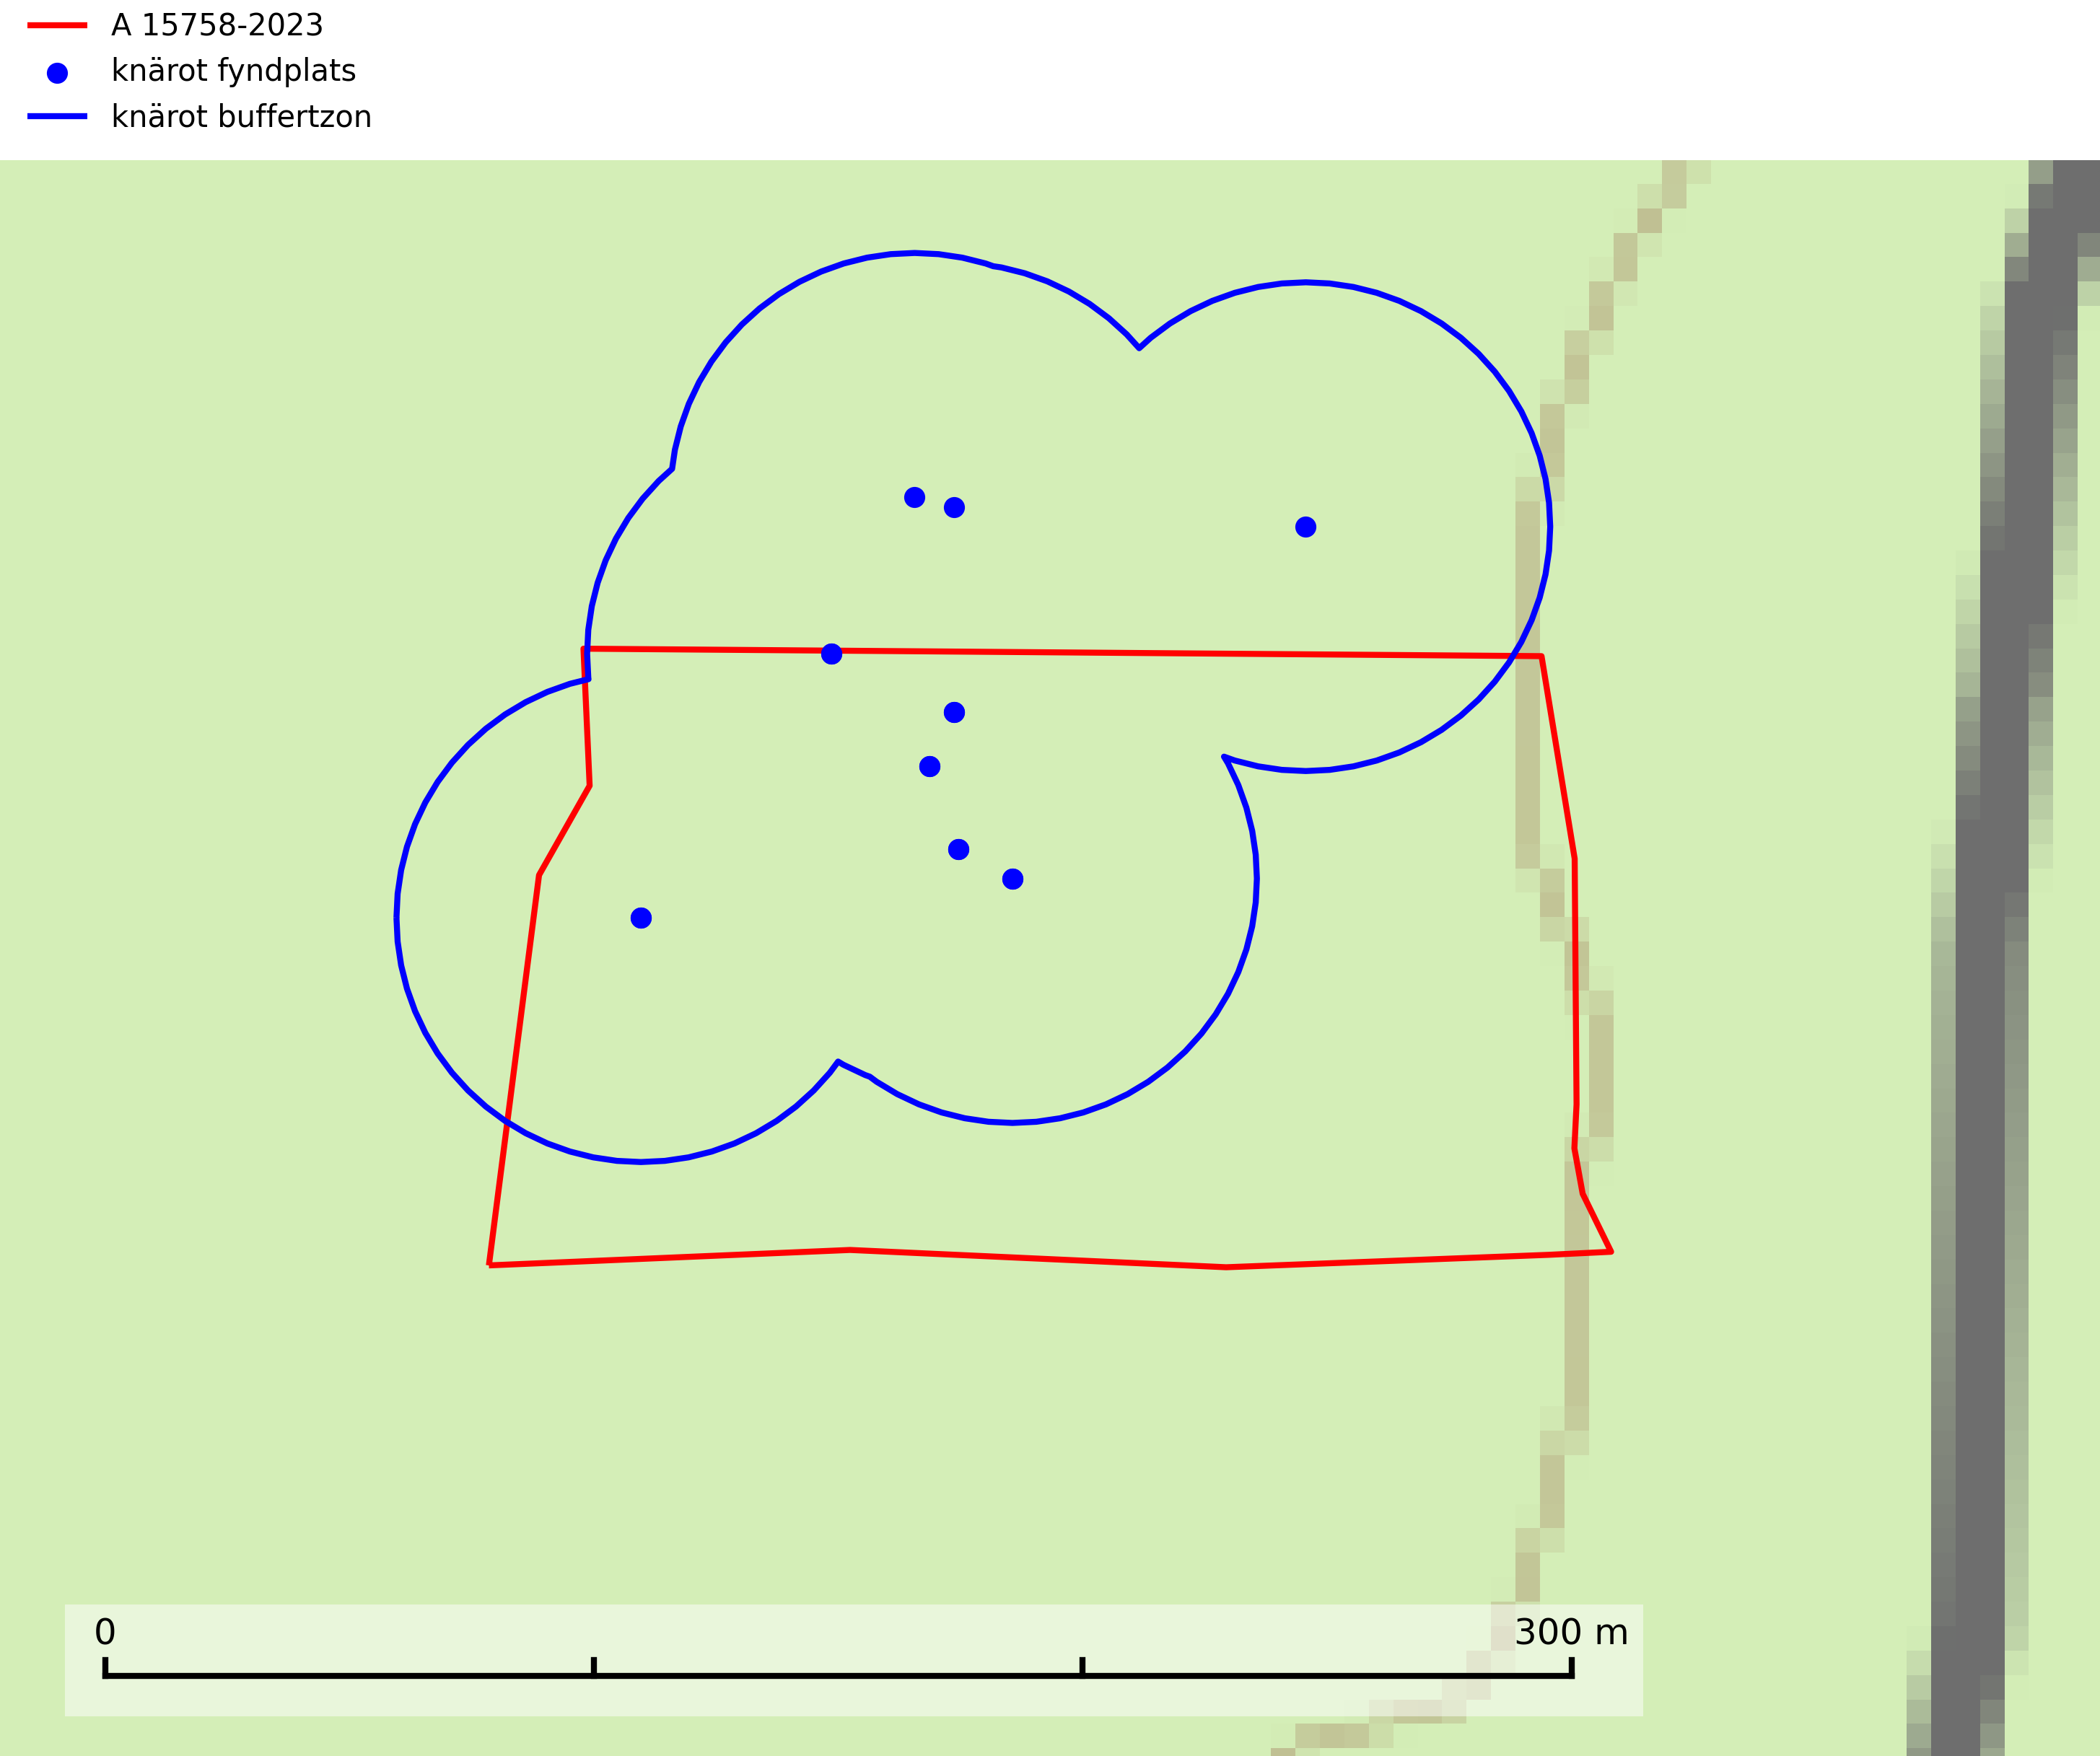 A 15758-2023
knärot fyndplats
knärot buffertzon
0 300 m